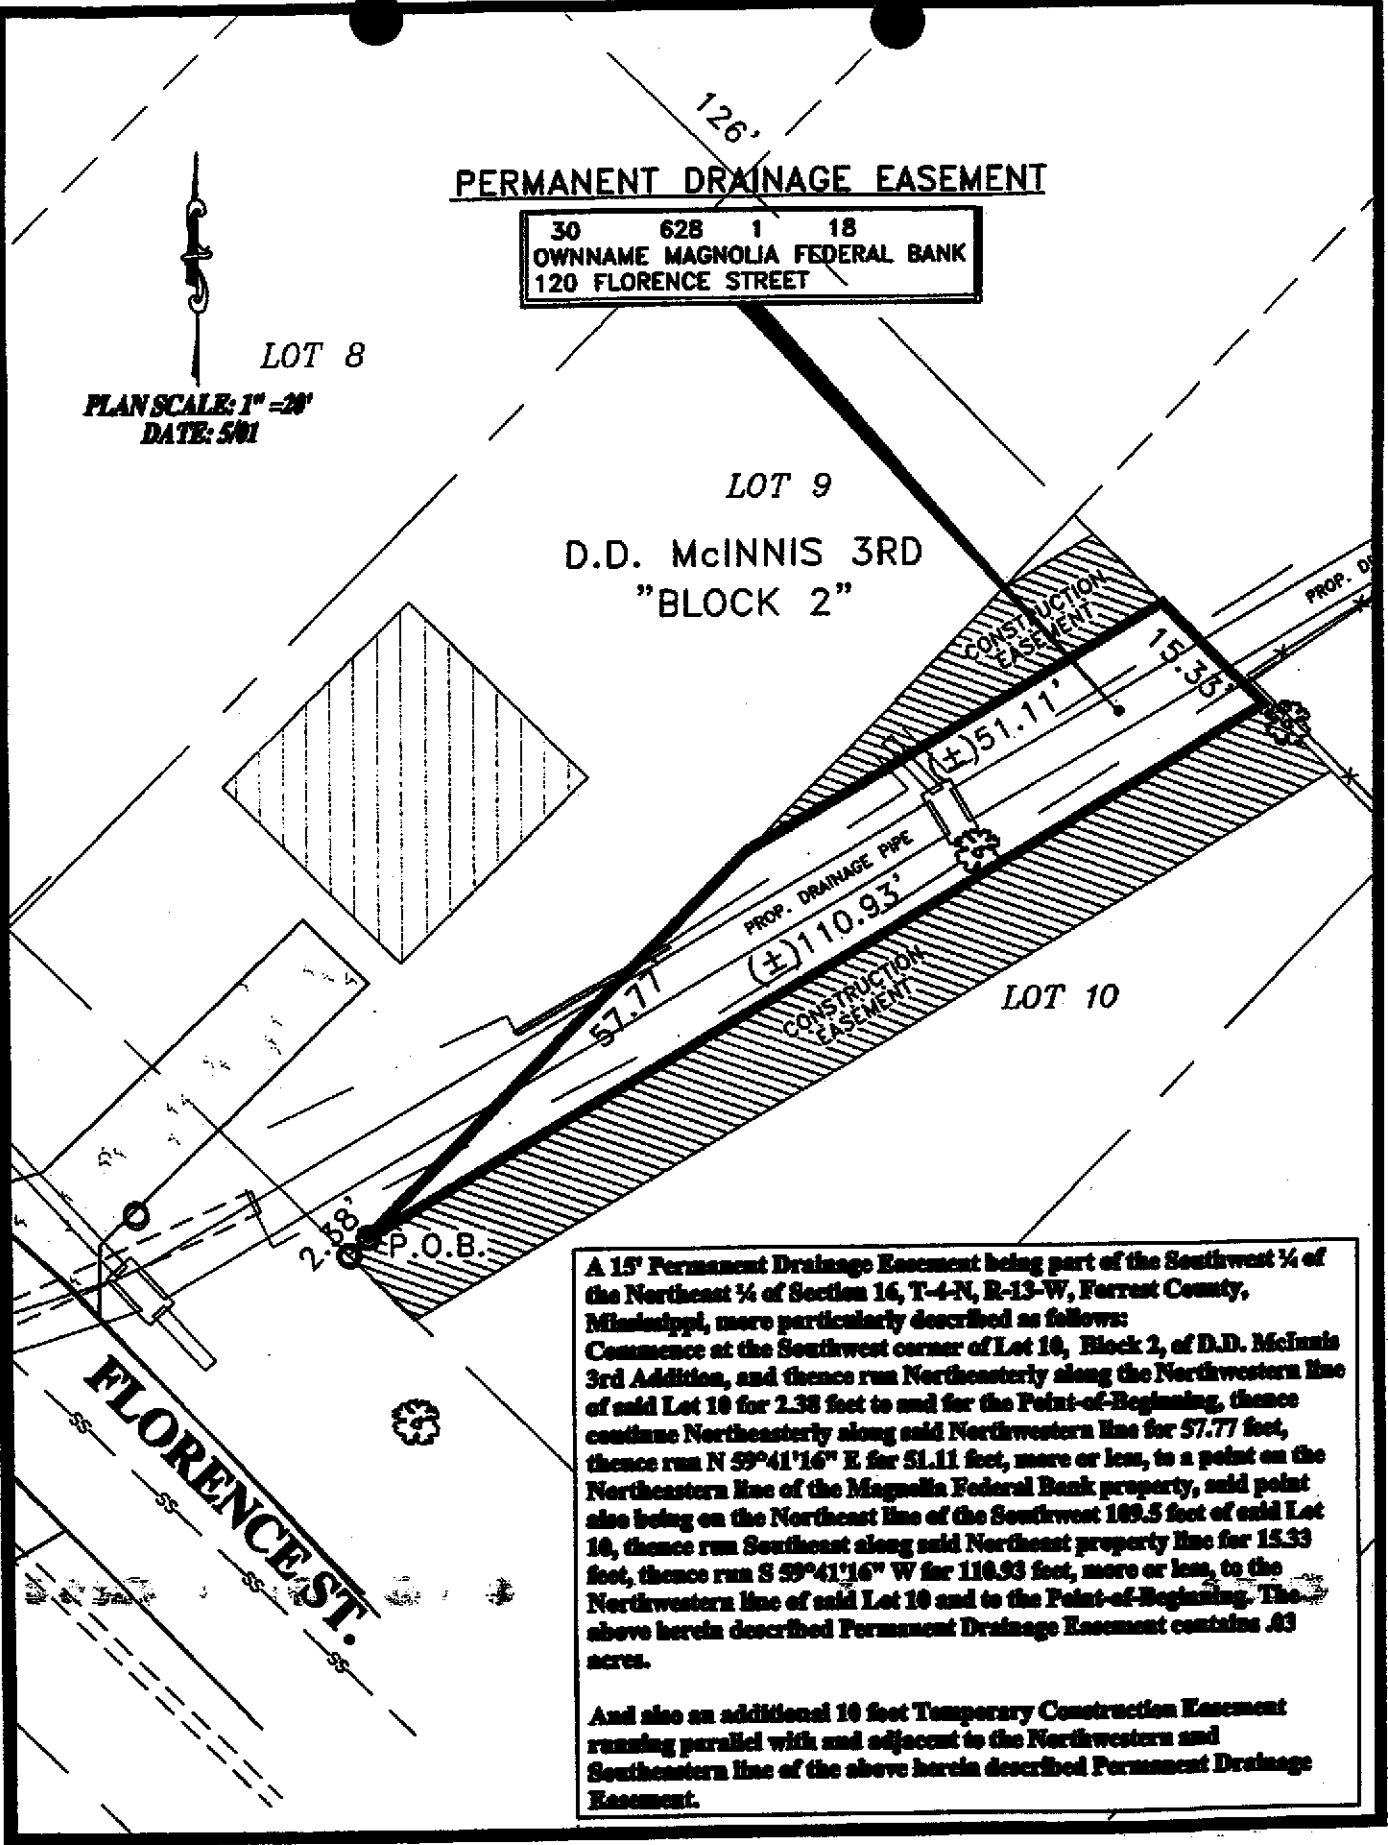 126'
PERMANENT DRAINAGE EASEMENT
30 628 1 18
OWNNAME MAGNOLIA FEDERAL BANK
120 FLORENCE STREET
LOT 8
PLAN SCALE: 1" =20'
DATE: 5/01
LOT 9
D.D. McINNIS 3RD
"BLOCK 2"
CONSTRUCTION
EASEMENT
PROP. DR
15.33'
(±)51.11'
PROP. DRAINAGE PIPE
(±)110.93'
57.77'
CONSTRUCTION
EASEMENT
LOT 10
2.38'
P.O.B.
FLORENCE ST.
SS
SS
SS
SS
A 15' Permanent Drainage Easement being part of the Southwest ¼ of
the Northeast ¼ of Section 16, T-4-N, R-13-W, Forrest County,
Mississippi, more particularly described as follows:
Commence at the Southwest corner of Lot 10, Block 2, of D.D. McInnis
3rd Addition, and thence run Northeasterly along the Northwestern line
of said Lot 10 for 2.38 feet to and for the Point-of-Beginning, thence
continue Northeasterly along said Northwestern line for 57.77 feet,
thence run N 59°41'16" E for 51.11 feet, more or less, to a point on the
Northeastern line of the Magnolia Federal Bank property, said point
also being on the Northeast line of the Southwest 109.5 feet of said Lot
10, thence run Southeast along said Northeast property line for 15.33
feet, thence run S 59°41'16" W for 110.93 feet, more or less, to the
Northwestern line of said Lot 10 and to the Point-of-Beginning. The
above herein described Permanent Drainage Easement contains .03
acres.
And also an additional 10 foot Temporary Construction Easement
running parallel with and adjacent to the Northwestern and
Southeastern line of the above herein described Permanent Drainage
Easement.